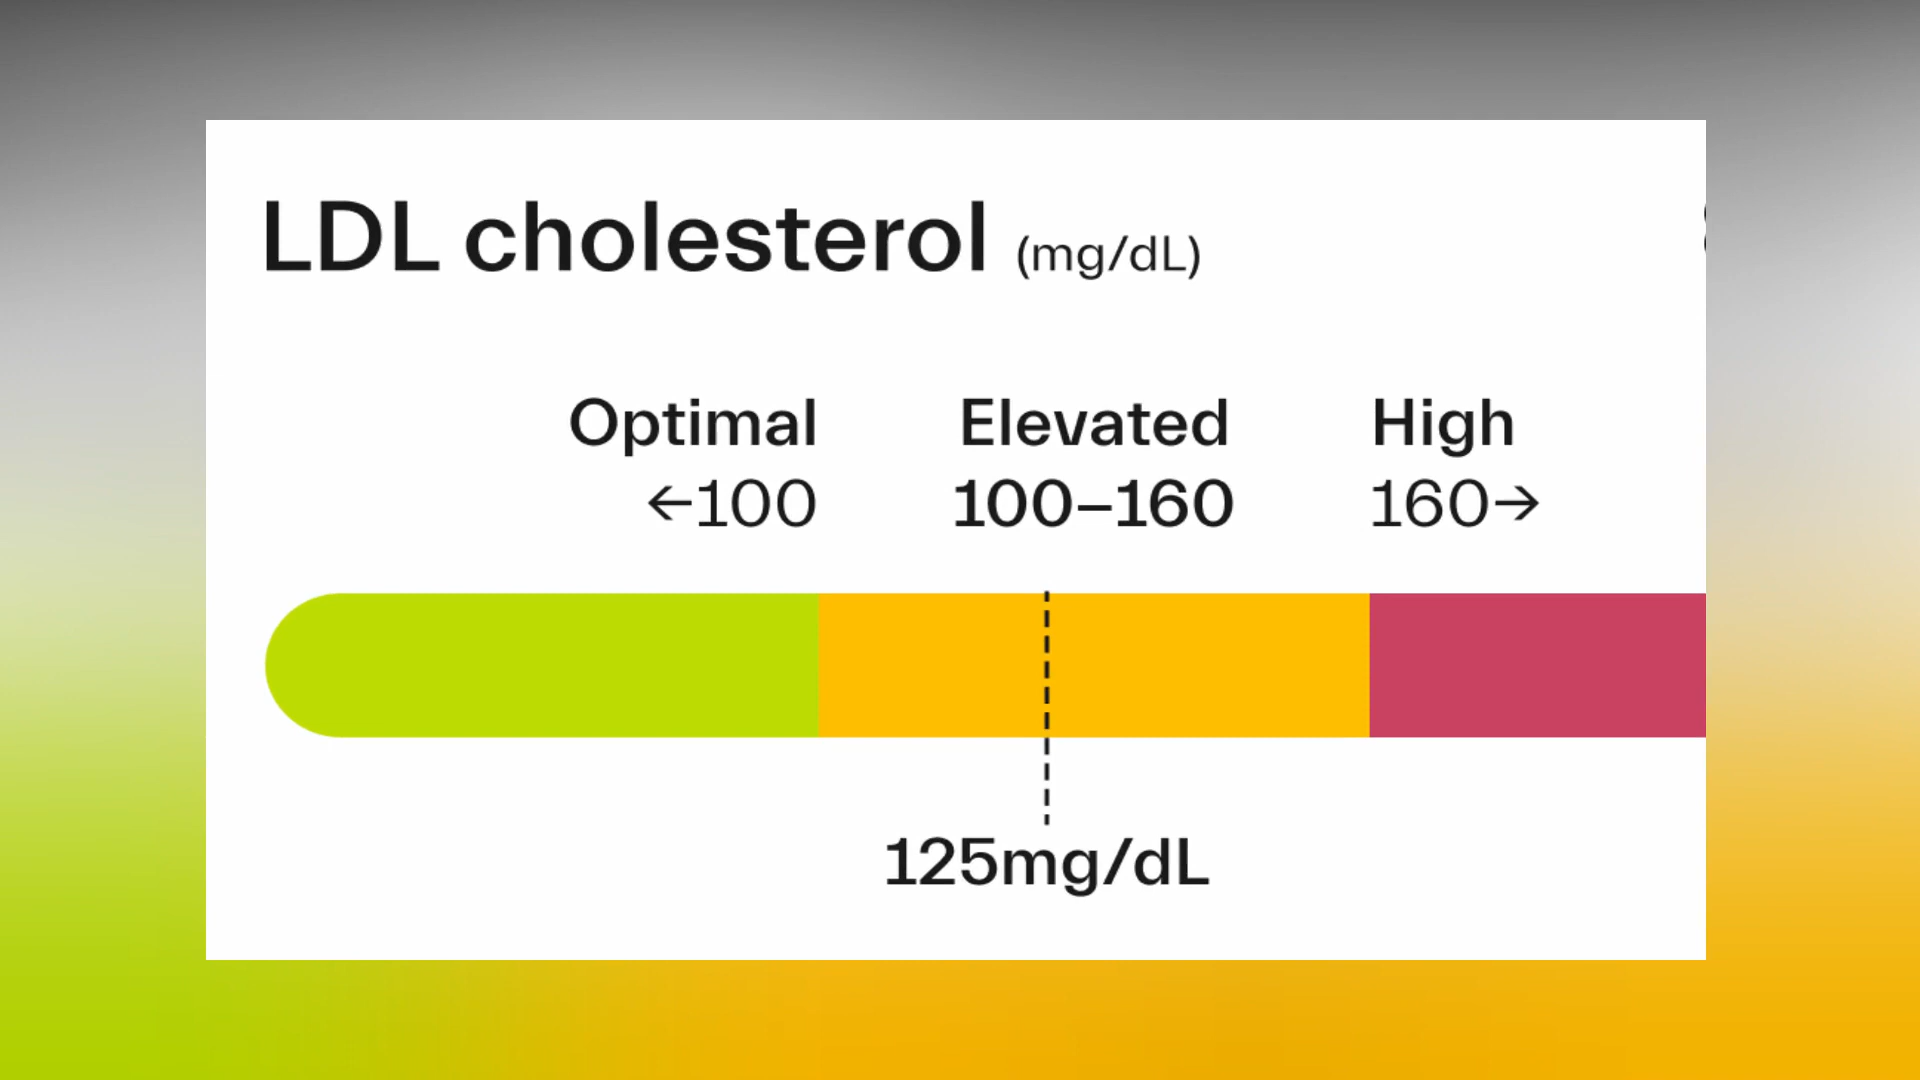 LDL cholesterol (mg/dL)
Optimal Elevated High
←100 100–160 160→
125mg/dL